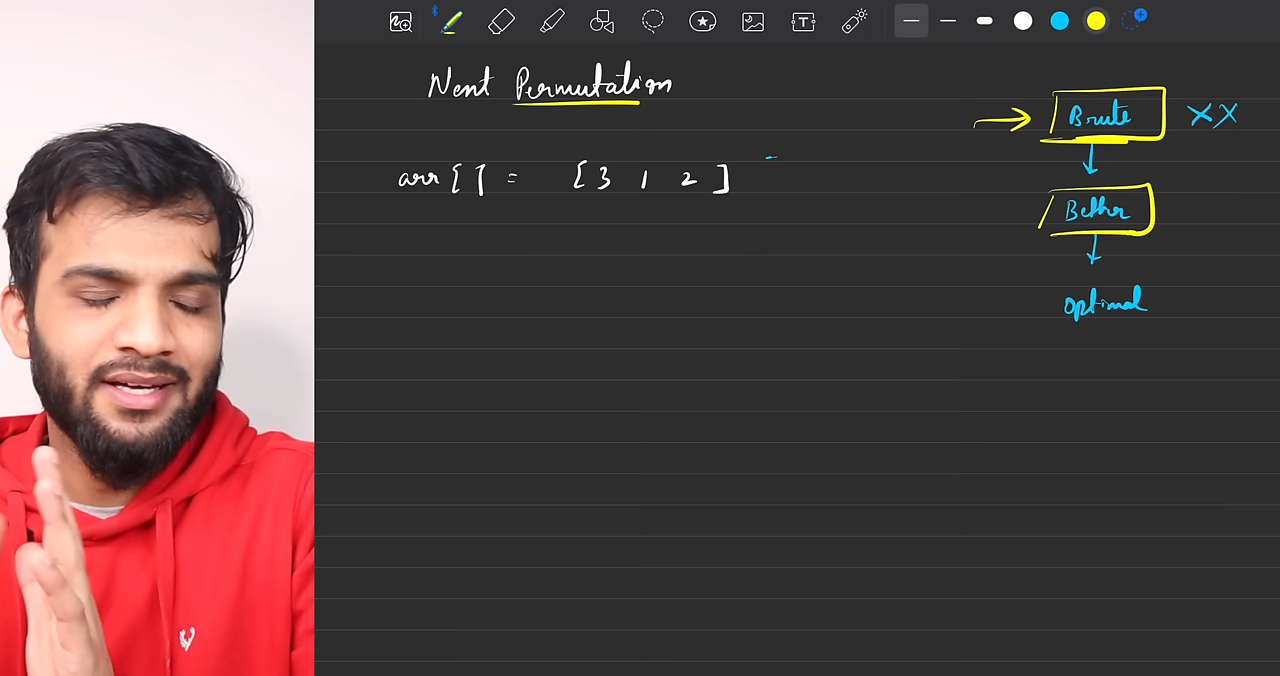 Next Permutation
arr [ ] = [ 3 1 2 ]
Brute XX
Better
optimal
T